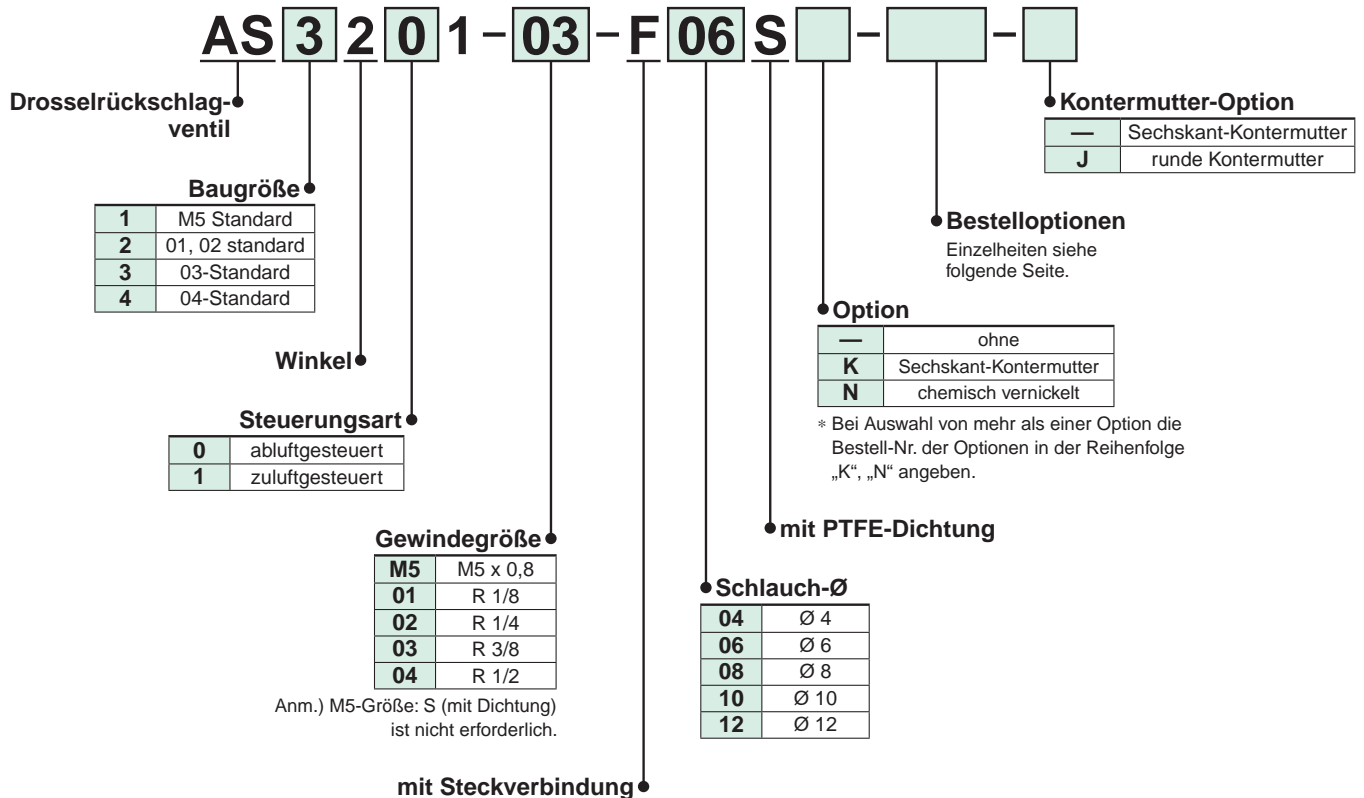 AS 3 2 0 1 – 03 – F 06 S – –
Drosselrückschlag-
ventil
Kontermutter-Option
— Sechskant-Kontermutter
J runde Kontermutter
Baugröße
1 M5 Standard
2 01, 02 standard
3 03-Standard
4 04-Standard
Bestelloptionen
Einzelheiten siehe
folgende Seite.
Option
— ohne
K Sechskant-Kontermutter
N chemisch vernickelt
* Bei Auswahl von mehr als einer Option die
Bestell-Nr. der Optionen in der Reihenfolge
„K“, „N“ angeben.
Winkel
Steuerungsart
0 abluftgesteuert
1 zuluftgesteuert
mit PTFE-Dichtung
Gewindegröße
M5 M5 x 0,8
01 R 1/8
02 R 1/4
03 R 3/8
04 R 1/2
Anm.) M5-Größe: S (mit Dichtung)
ist nicht erforderlich.
Schlauch-Ø
04 Ø 4
06 Ø 6
08 Ø 8
10 Ø 10
12 Ø 12
mit Steckverbindung